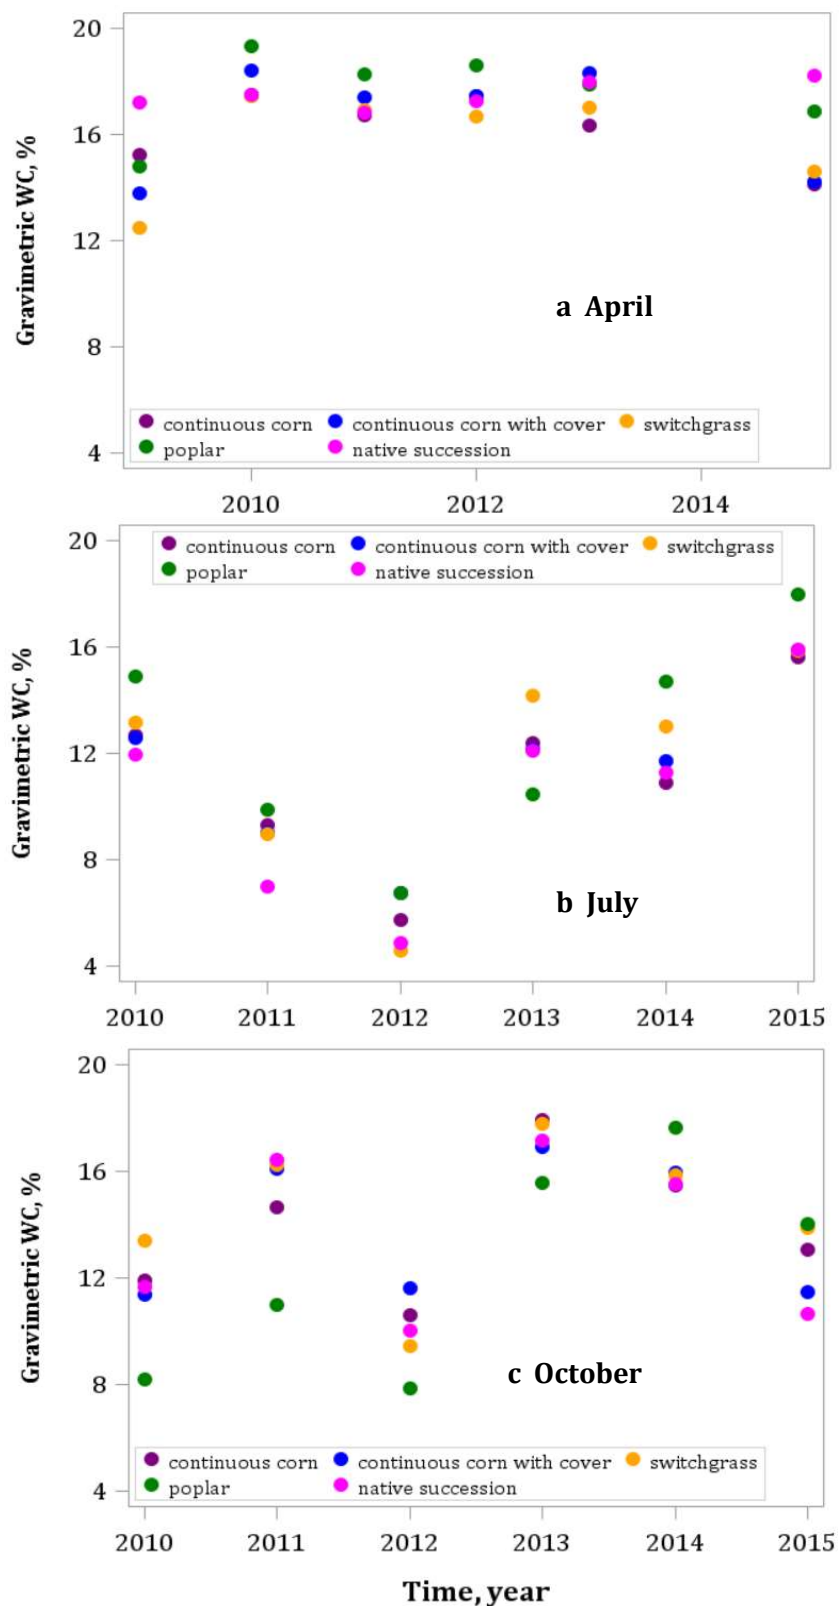 20
16
12
8
4
Gravimetric WC, %
a April
continuous corn continuous corn with cover switchgrass
poplar native succession
2010 2012 2014
20
16
12
8
4
Gravimetric WC, %
continuous corn continuous corn with cover switchgrass
poplar native succession
b July
2010 2011 2012 2013 2014 2015
20
16
12
8
4
Gravimetric WC, %
c October
continuous corn continuous corn with cover switchgrass
poplar native succession
2010 2011 2012 2013 2014 2015
Time, year